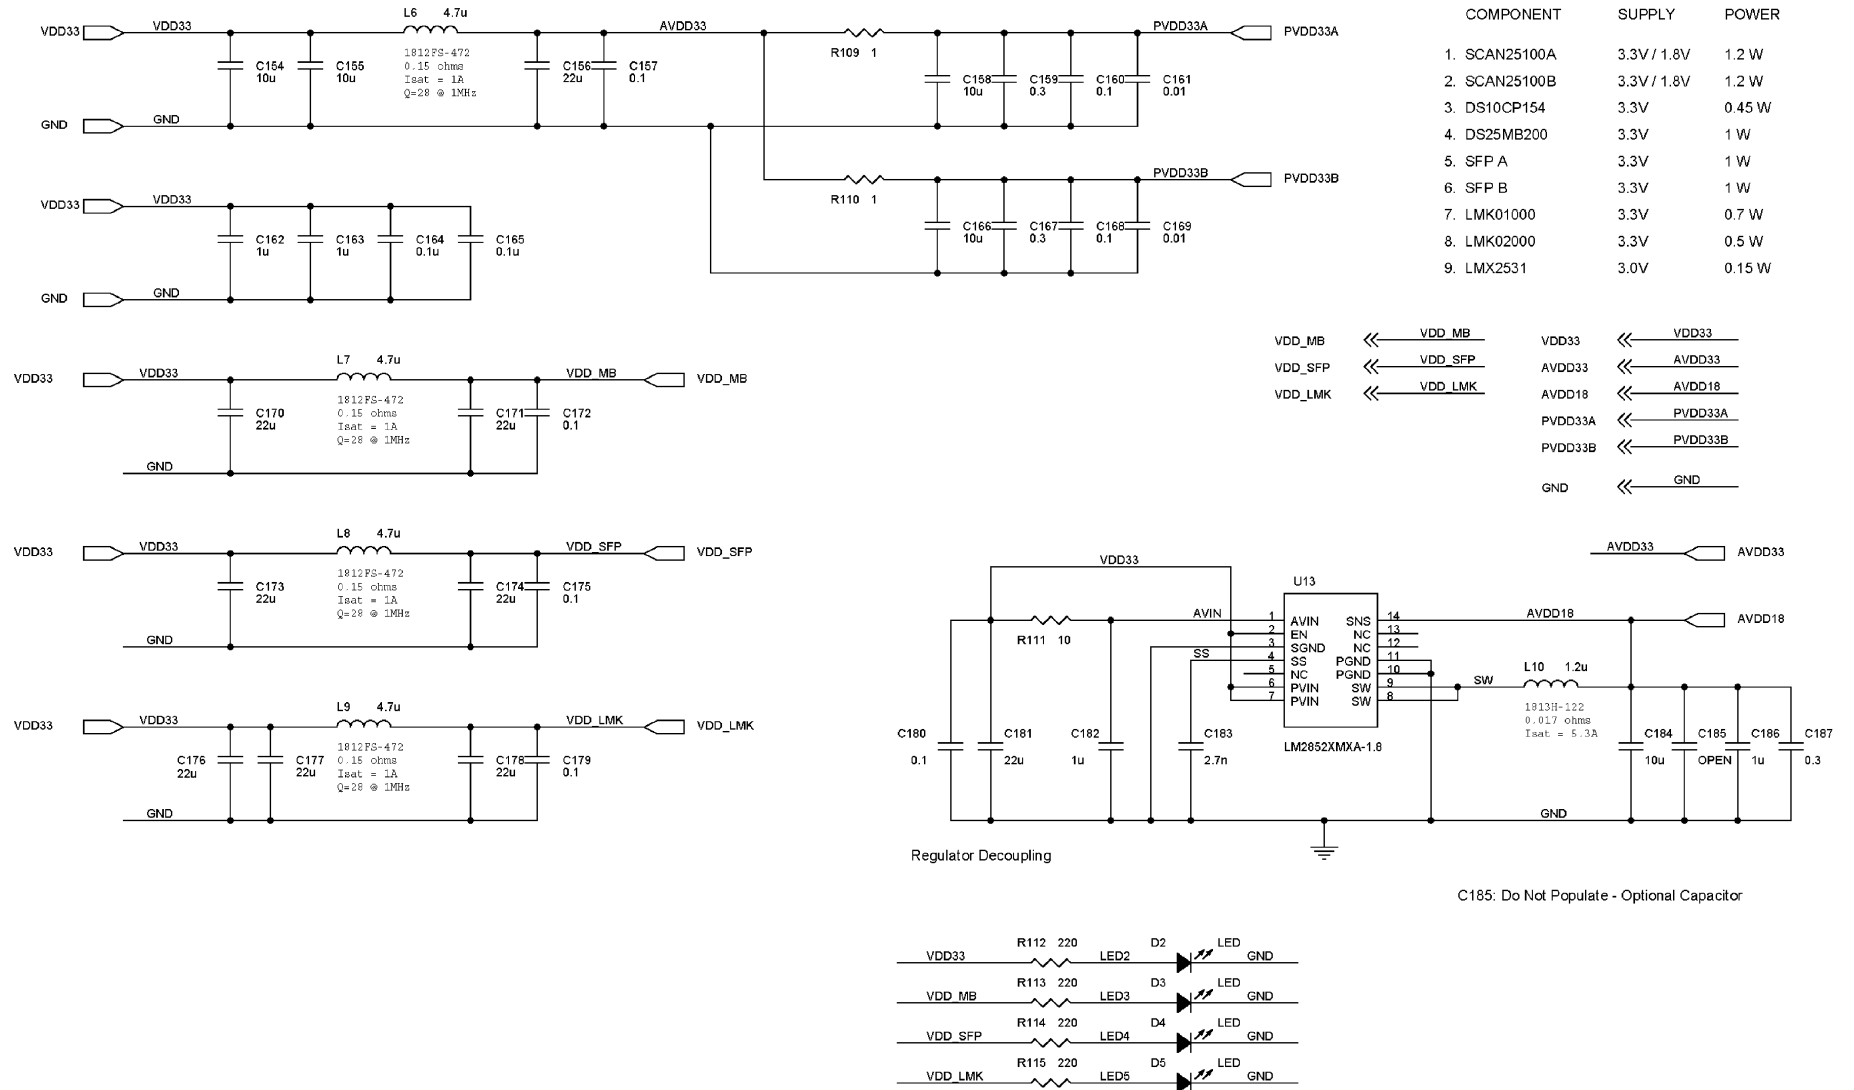 L6 4.7u
VDD33 VDD33 AVDD33 PVDD33A PVDD33A
1812FS-472
0.15 ohms
Isat = 1A
Q=28 @ 1MHz
C154 10u
C155 10u
C156 22u
C157 0.1
R109 1
C158 10u
C159 0.3
C160 0.1
C161 0.01
GND GND
PVDD33B PVDD33B
R110 1
C166 10u
C167 0.3
C168 0.1
C169 0.01
VDD33 VDD33
C162 1u
C163 1u
C164 0.1u
C165 0.1u
GND GND
COMPONENT SUPPLY POWER
1. SCAN25100A 3.3V / 1.8V 1.2 W
2. SCAN25100B 3.3V / 1.8V 1.2 W
3. DS10CP154 3.3V 0.45 W
4. DS25MB200 3.3V 1 W
5. SFP A 3.3V 1 W
6. SFP B 3.3V 1 W
7. LMK01000 3.3V 0.7 W
8. LMK02000 3.3V 0.5 W
9. LMX2531 3.0V 0.15 W
VDD_MB VDD_MB
VDD_SFP VDD_SFP
VDD_LMK VDD_LMK
VDD33 VDD33
AVDD33 AVDD33
AVDD18 AVDD18
PVDD33A PVDD33A
PVDD33B PVDD33B
GND GND
L7 4.7u
VDD33 VDD33 VDD_MB VDD_MB
1812FS-472
0.15 ohms
Isat = 1A
Q=28 @ 1MHz
C170 22u
C171 22u
C172 0.1
GND
L8 4.7u
VDD33 VDD33 VDD_SFP VDD_SFP
1812FS-472
0.15 ohms
Isat = 1A
Q=28 @ 1MHz
C173 22u
C174 22u
C175 0.1
GND
L9 4.7u
VDD33 VDD33 VDD_LMK VDD_LMK
1812FS-472
0.15 ohms
Isat = 1A
Q=28 @ 1MHz
C176 22u
C177 22u
C178 22u
C179 0.1
GND
AVDD33 AVDD33
VDD33
U13
AVIN 1 AVIN SNS 14 AVDD18 AVDD18
R111 10
2 EN NC 13
3 SGND NC 12
SS 4 SS PGND 11
5 NC PGND 10
6 PVIN SW 9 SW
7 PVIN SW 8
LM2852XMXA-1.8
L10 1.2u
1813H-122
0.017 ohms
Isat = 5.3A
C180 0.1
C181 22u
C182 1u
C183 2.7n
C184 10u
C185 OPEN
C186 1u
C187 0.3
GND
Regulator Decoupling
C185: Do Not Populate - Optional Capacitor
R112 220 D2 LED
VDD33 LED2 GND
R113 220 D3 LED
VDD_MB LED3 GND
R114 220 D4 LED
VDD_SFP LED4 GND
R115 220 D5 LED
VDD_LMK LED5 GND